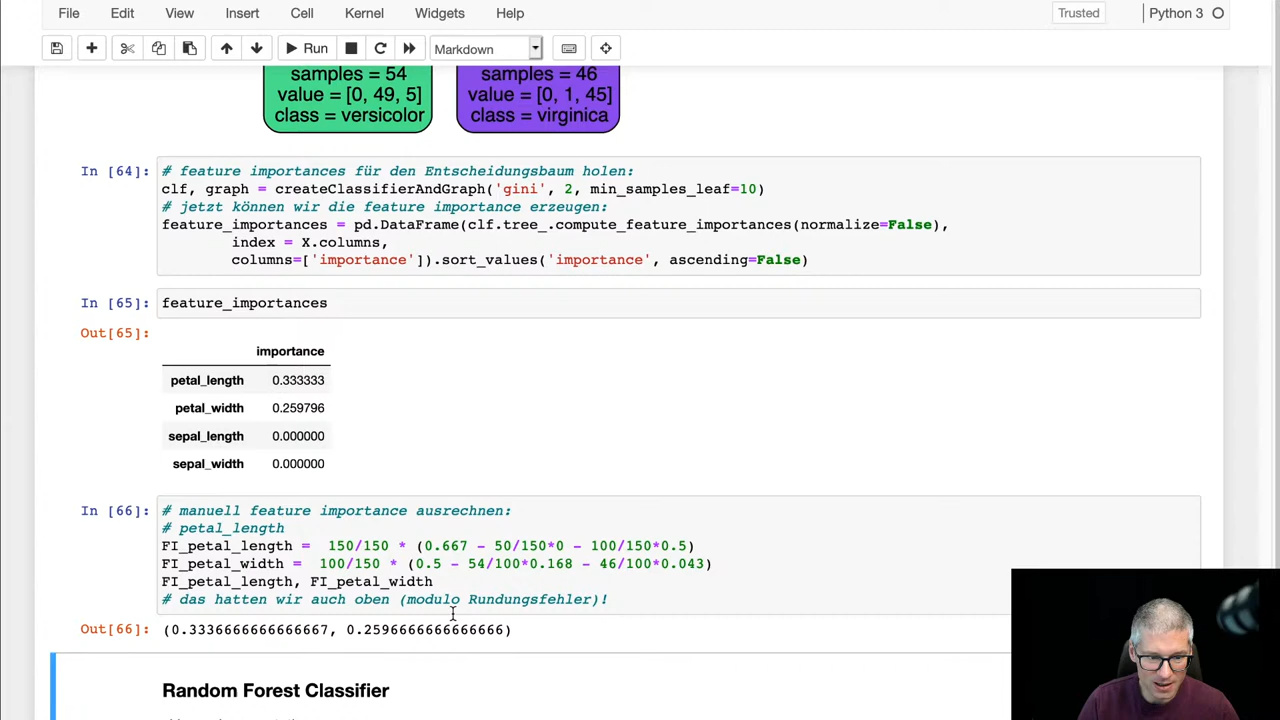 File Edit View Insert Cell Kernel Widgets Help Trusted Python 3
Run Markdown
samples = 54 samples = 46
value = [0, 49, 5] value = [0, 1, 45]
class = versicolor class = virginica
In [64]: # feature importances für den Entscheidungsbaum holen:
clf, graph = createClassifierAndGraph('gini', 2, min_samples_leaf=10)
# jetzt können wir die feature importance erzeugen:
feature_importances = pd.DataFrame(clf.tree_.compute_feature_importances(normalize=False),
index = X.columns,
columns=['importance']).sort_values('importance', ascending=False)
In [65]: feature_importances
Out[65]:
importance
petal_length 0.333333
petal_width 0.259796
sepal_length 0.000000
sepal_width 0.000000
In [66]: # manuell feature importance ausrechnen:
# petal_length
FI_petal_length = 150/150 * (0.667 - 50/150*0 - 100/150*0.5)
FI_petal_width = 100/150 * (0.5 - 54/100*0.168 - 46/100*0.043)
FI_petal_length, FI_petal_width
# das hatten wir auch oben (modulo Rundungsfehler)!
Out[66]: (0.3336666666666667, 0.2596666666666666)
Random Forest Classifier